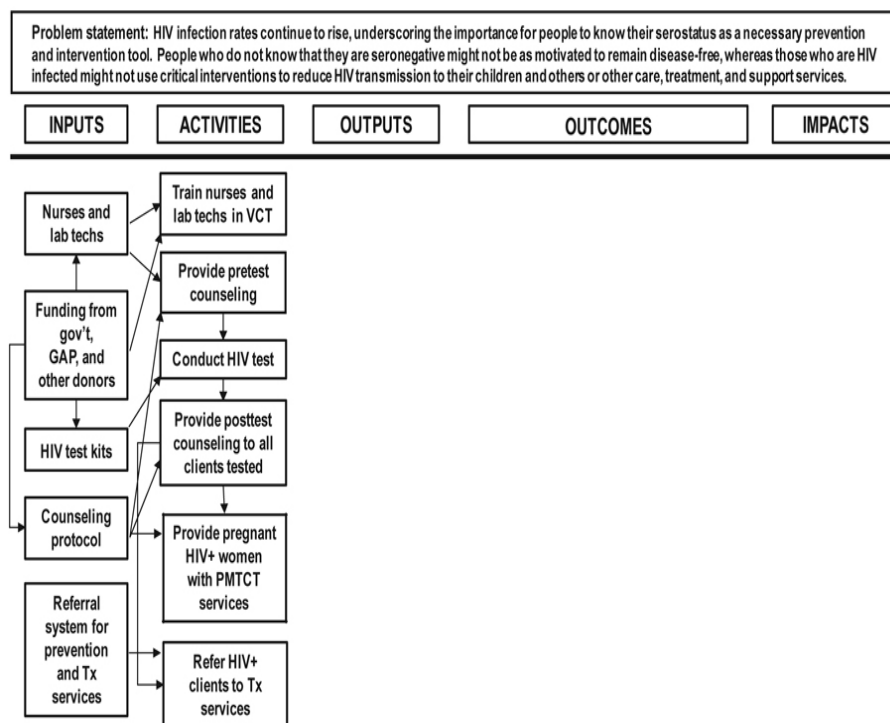 Problem statement: HIV infection rates continue to rise, underscoring the importance for people to know their serostatus as a necessary prevention
and intervention tool. People who do not know that they are seronegative might not be as motivated to remain disease-free, whereas those who are HIV
infected might not use critical interventions to reduce HIV transmission to their children and others or other care, treatment, and support services.
INPUTS
ACTIVITIES
OUTPUTS
OUTCOMES
IMPACTS
Nurses and
lab techs
Funding from
gov't,
GAP, and
other donors
HIV test kits
Counseling
protocol
Referral
system for
prevention
and Tx
services
Train nurses and
lab techs in VCT
Provide pretest
counseling
Conduct HIV test
Provide posttest
counseling to all
clients tested
Provide pregnant
HIV+ women
with PMTCT
services
Refer HIV+
clients to Tx
services